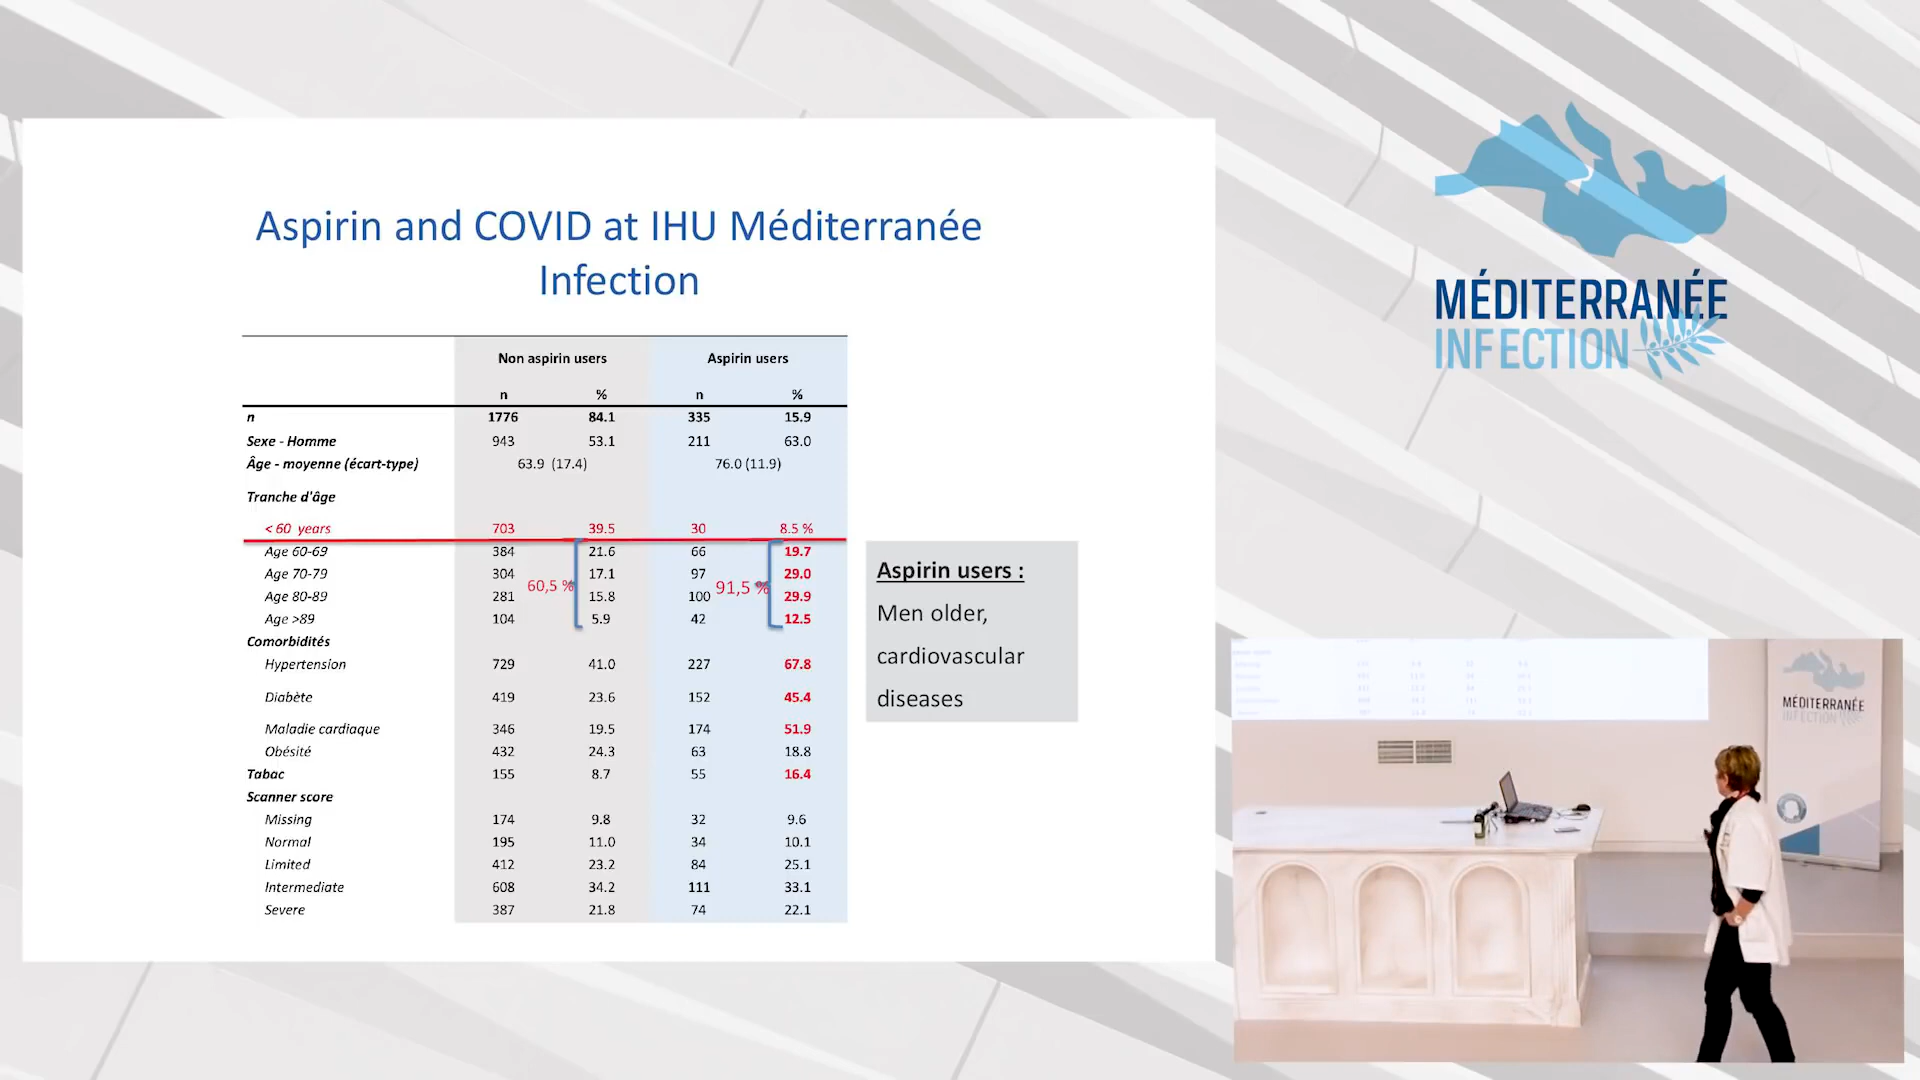 Aspirin and COVID at IHU Méditerranée
Infection
Non aspirin users Aspirin users
n % n %
n 1776 84.1 335 15.9
Sexe - Homme 943 53.1 211 63.0
Âge - moyenne (écart-type) 63.9 (17.4) 76.0 (11.9)
Tranche d'âge
< 60 years 703 39.5 30 8.5 %
Age 60-69 384 21.6 66 19.7
Age 70-79 304 17.1 97 29.0
60,5 % 91,5 %
Age 80-89 281 15.8 100 29.9
Age >89 104 5.9 42 12.5
Comorbidités
Hypertension 729 41.0 227 67.8
Diabète 419 23.6 152 45.4
Maladie cardiaque 346 19.5 174 51.9
Obésité 432 24.3 63 18.8
Tabac 155 8.7 55 16.4
Scanner score
Missing 174 9.8 32 9.6
Normal 195 11.0 34 10.1
Limited 412 23.2 84 25.1
Intermediate 608 34.2 111 33.1
Severe 387 21.8 74 22.1
Aspirin users :
Men older,
cardiovascular
diseases
MÉDITERRANÉE
INFECTION
MÉDITERRANÉE
INFECTION